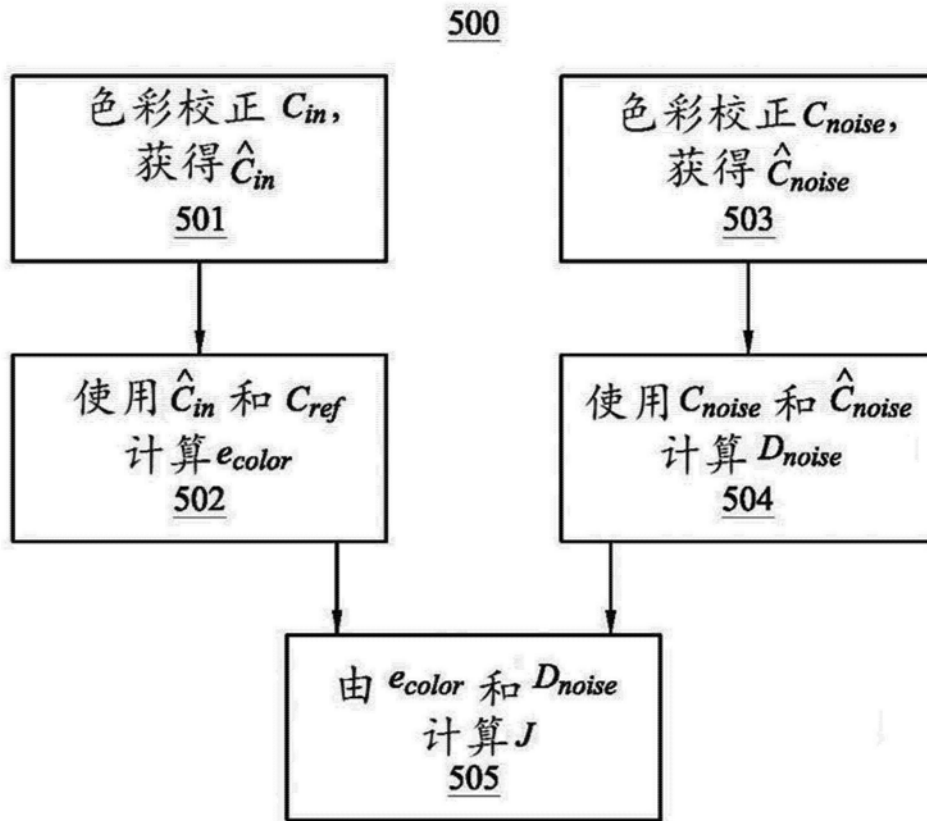 500
色彩校正 C_in,
获得 Ĉ_in
501
色彩校正 C_noise,
获得 Ĉ_noise
503
使用 Ĉ_in 和 C_ref
计算 e_color
502
使用 C_noise 和 Ĉ_noise
计算 D_noise
504
由 e_color 和 D_noise
计算 J
505